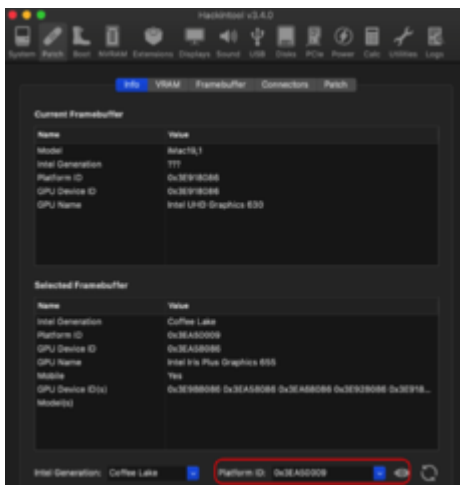 Hackintool v3.4.0
System Patch Boot NVRAM Extensions Displays Sound USB Disks PCIe Power Calc Utilities Logs
Info VRAM Framebuffer Connectors Patch
Current Framebuffer
Name Value
Model iMac19,1
Intel Generation ???
Platform ID 0x3E918086
GPU Device ID 0x3E918086
GPU Name Intel UHD Graphics 630
Selected Framebuffer
Name Value
Intel Generation Coffee Lake
Platform ID 0x3EA50009
GPU Device ID 0x3EA58086
GPU Name Intel Iris Plus Graphics 655
Mobile Yes
GPU Device ID(s) 0x3E9B8086 0x3EA58086 0x3EA68086 0x3E928086 0x3E918...
Model(s)
Intel Generation: Coffee Lake Platform ID: 0x3EA50009